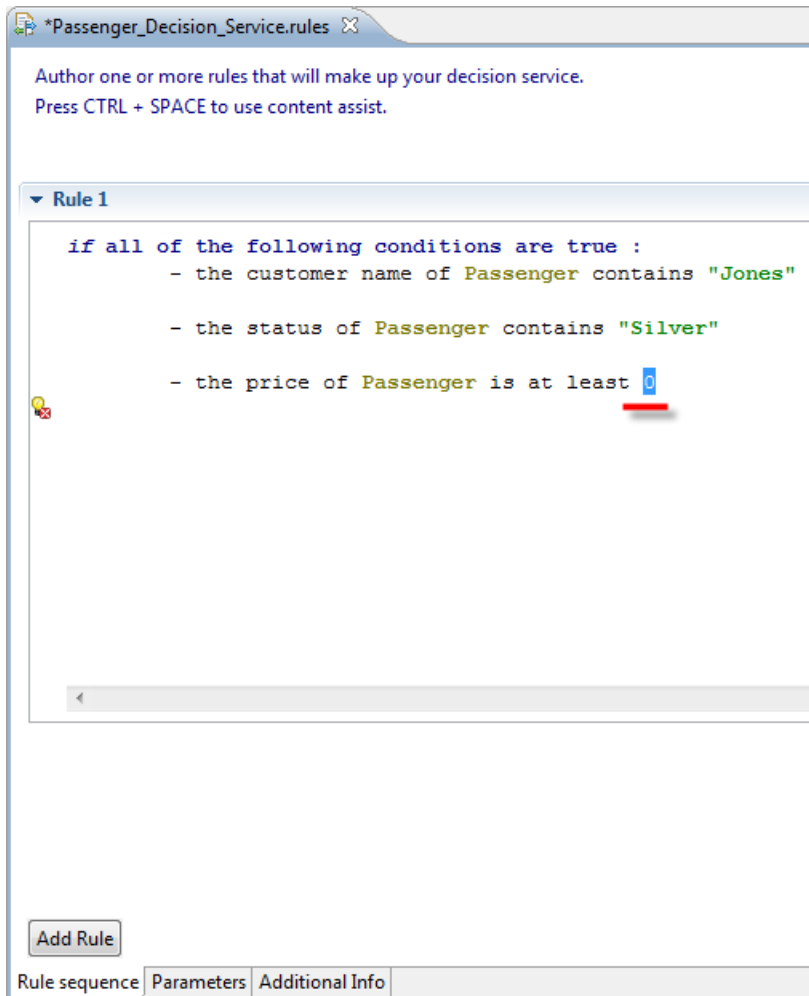 *Passenger_Decision_Service.rules
Author one or more rules that will make up your decision service.
Press CTRL + SPACE to use content assist.
Rule 1
if all of the following conditions are true :
- the customer name of Passenger contains "Jones"
- the status of Passenger contains "Silver"
- the price of Passenger is at least 0
Add Rule
Rule sequence Parameters Additional Info